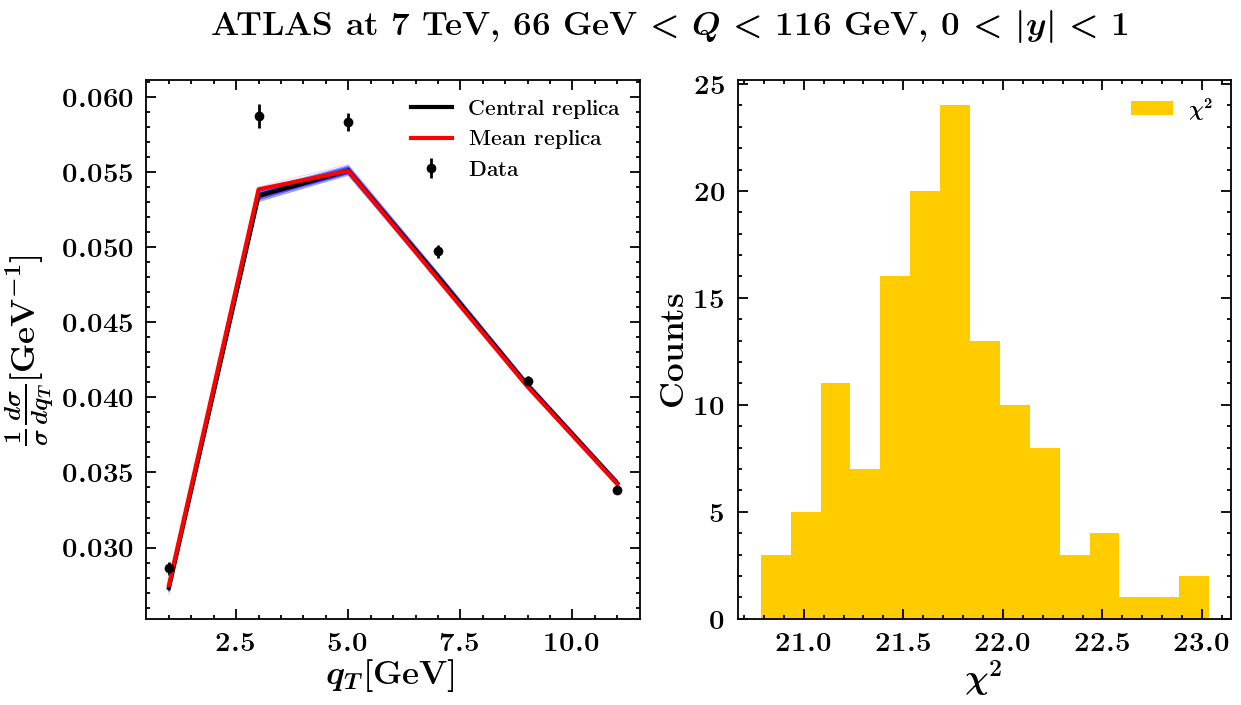 ATLAS at 7 TeV, 66 GeV < Q < 116 GeV, 0 < |y| < 1
0.060
0.055
0.050
0.045
0.040
0.035
0.030
1/σ dσ/dq_T [GeV⁻¹]
Central replica
Mean replica
Data
2.5 5.0 7.5 10.0
q_T[GeV]
25
20
15
10
5
0
Counts
χ²
21.0 21.5 22.0 22.5 23.0
χ²